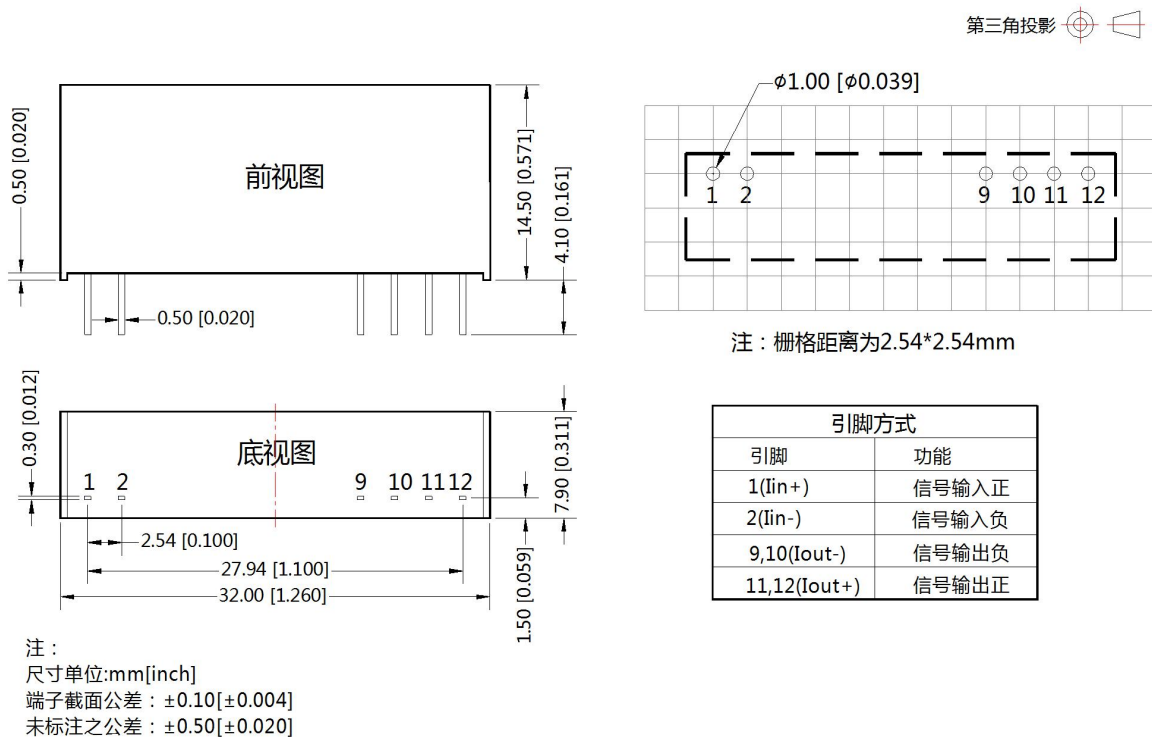 第三角投影
0.50 [0.020]
前视图
14.50 [0.571]
4.10 [0.161]
0.50 [0.020]
ϕ1.00 [ϕ0.039]
1 2 9 10 11 12
注：栅格距离为2.54*2.54mm
0.30 [0.012]
底视图
1 2 9 10 11 12
7.90 [0.311]
2.54 [0.100]
27.94 [1.100]
32.00 [1.260]
1.50 [0.059]
引脚方式
引脚 功能
1(Iin+) 信号输入正
2(Iin-) 信号输入负
9,10(Iout-) 信号输出负
11,12(Iout+) 信号输出正
注：
尺寸单位:mm[inch]
端子截面公差：±0.10[±0.004]
未标注之公差：±0.50[±0.020]